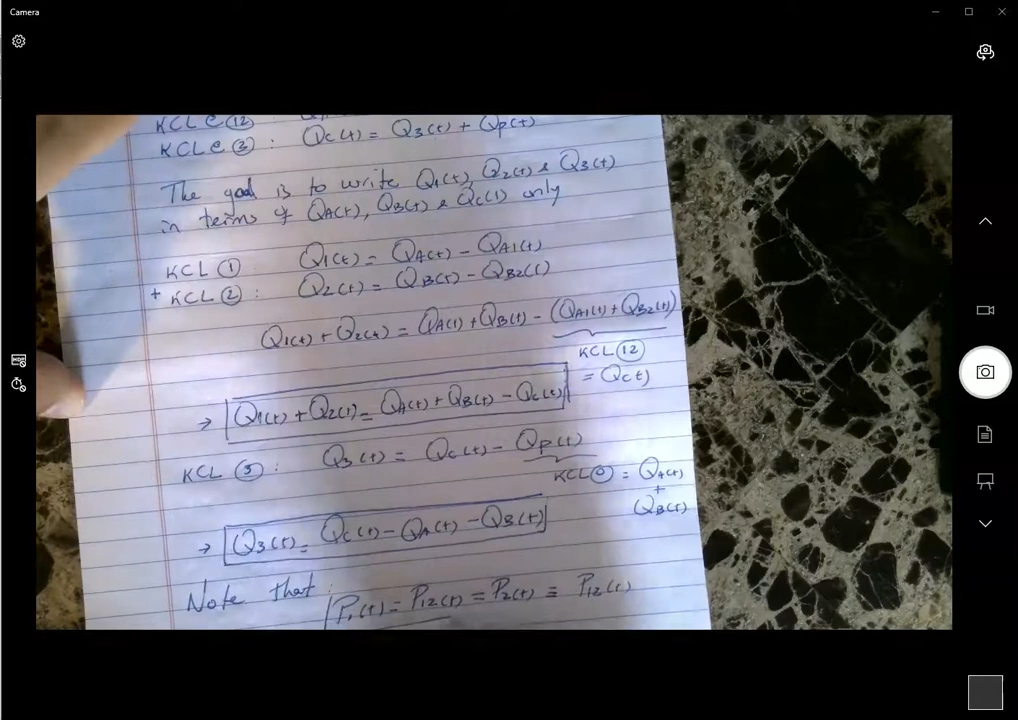 Camera
KCL@ ⑫ :
KCL@ ③ : Qc(t) = Q3(t) + Qp(t)
The goal is to write Q1(t), Q2(t) & Q3(t)
in terms of QA(t), QB(t) & Qc(t) only
KCL ① Q1(t) = QA(t) - QA1(t)
+ KCL ② : Q2(t) = QB(t) - QB2(t)
Q1(t) + Q2(t) = QA(t) + QB(t) - (QA1(t) + QB2(t))
KCL ⑫
= Qc(t)
→ Q1(t) + Q2(t) = QA(t) + QB(t) - Qc(t)
KCL ③ : Q3(t) = Qc(t) - Qp(t)
KCL ⓪ = QA(t)
+
QB(t)
→ Q3(t) = Qc(t) - QA(t) - QB(t)
Note that :
P1(t) = P12(t) = P2(t) ≡ P12(t)